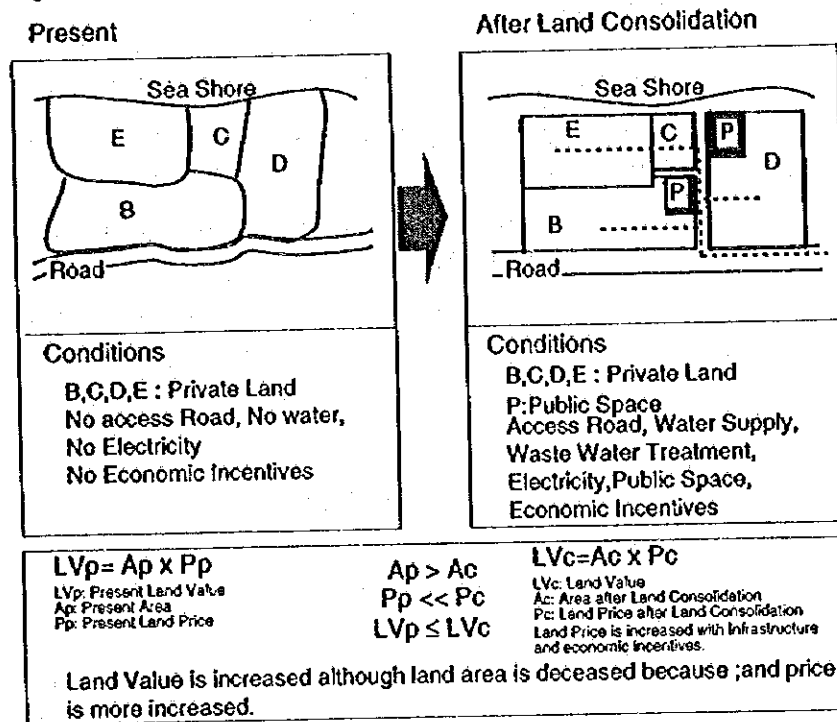 Present
After Land Consolidation
Sea Shore
E
C
D
B
Road
Sea Shore
E
C
P
D
P
B
Road
Conditions
B,C,D,E : Private Land
No access Road, No water,
No Electricity
No Economic Incentives
Conditions
B,C,D,E : Private Land
P:Public Space
Access Road, Water Supply,
Waste Water Treatment,
Electricity,Public Space,
Economic Incentives
LVp= Ap x Pp
LVp: Present Land Value
Ap: Present Area
Pp: Present Land Price
Ap > Ac
Pp << Pc
LVp ≤ LVc
LVc=Ac x Pc
LVc: Land Value
Ac: Area after Land Consolidation
Pc: Land Price after Land Consolidation
Land Price is increased with Infrastructure
and economic incentives.
Land Value is increased although land area is deceased because ;and price
is more increased.